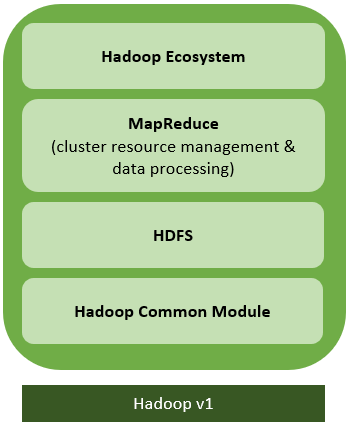 Hadoop Ecosystem
MapReduce
(cluster resource management &
data processing)
HDFS
Hadoop Common Module
Hadoop v1